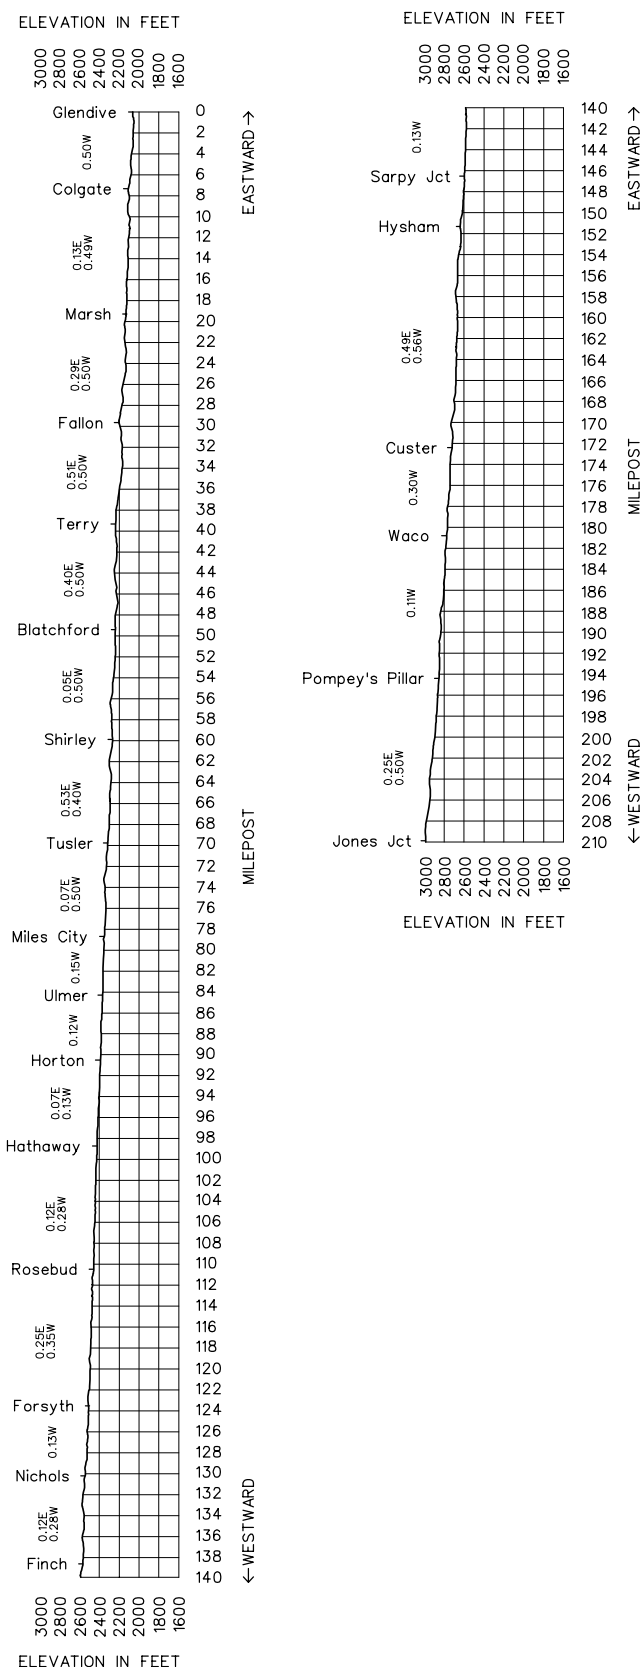 ELEVATION IN FEET
3000 2800 2600 2400 2200 2000 1800 1600
Glendive 0
2
0.50W 4
6
Colgate 8
10
0.13E
0.49W
12
14
16
18
Marsh 20
22
0.29E
0.50W
24
26
28
Fallon 30
32
0.51E
0.50W
34
36
38
Terry 40
42
0.40E
0.50W
44
46
48
Blatchford 50
52
0.05E
0.50W
54
56
58
Shirley 60
62
0.53E
0.40W
64
66
68
Tusler 70
72
0.07E
0.50W
74
76
78
Miles City 80
0.15W 82
Ulmer 84
86
0.12W 88
90
Horton 92
0.07E
0.13W
94
96
98
Hathaway 100
102
0.12E
0.28W
104
106
108
Rosebud 110
112
114
0.25E
0.35W
116
118
120
122
Forsyth 124
0.13W 126
128
Nichols 130
132
0.12E
0.28W
134
136
Finch 138
140
EASTWARD →
MILEPOST
← WESTWARD
3000 2800 2600 2400 2200 2000 1800 1600
ELEVATION IN FEET
ELEVATION IN FEET
3000 2800 2600 2400 2200 2000 1800 1600
140
0.13W 142
144
Sarpy Jct 146
148
150
Hysham 152
154
156
158
160
0.49E
0.56W
162
164
166
168
170
Custer 172
174
0.30W 176
178
Waco 180
182
184
186
0.11W 188
190
192
Pompey's Pillar 194
196
198
200
0.25E
0.50W
202
204
206
208
Jones Jct 210
EASTWARD →
MILEPOST
← WESTWARD
3000 2800 2600 2400 2200 2000 1800 1600
ELEVATION IN FEET